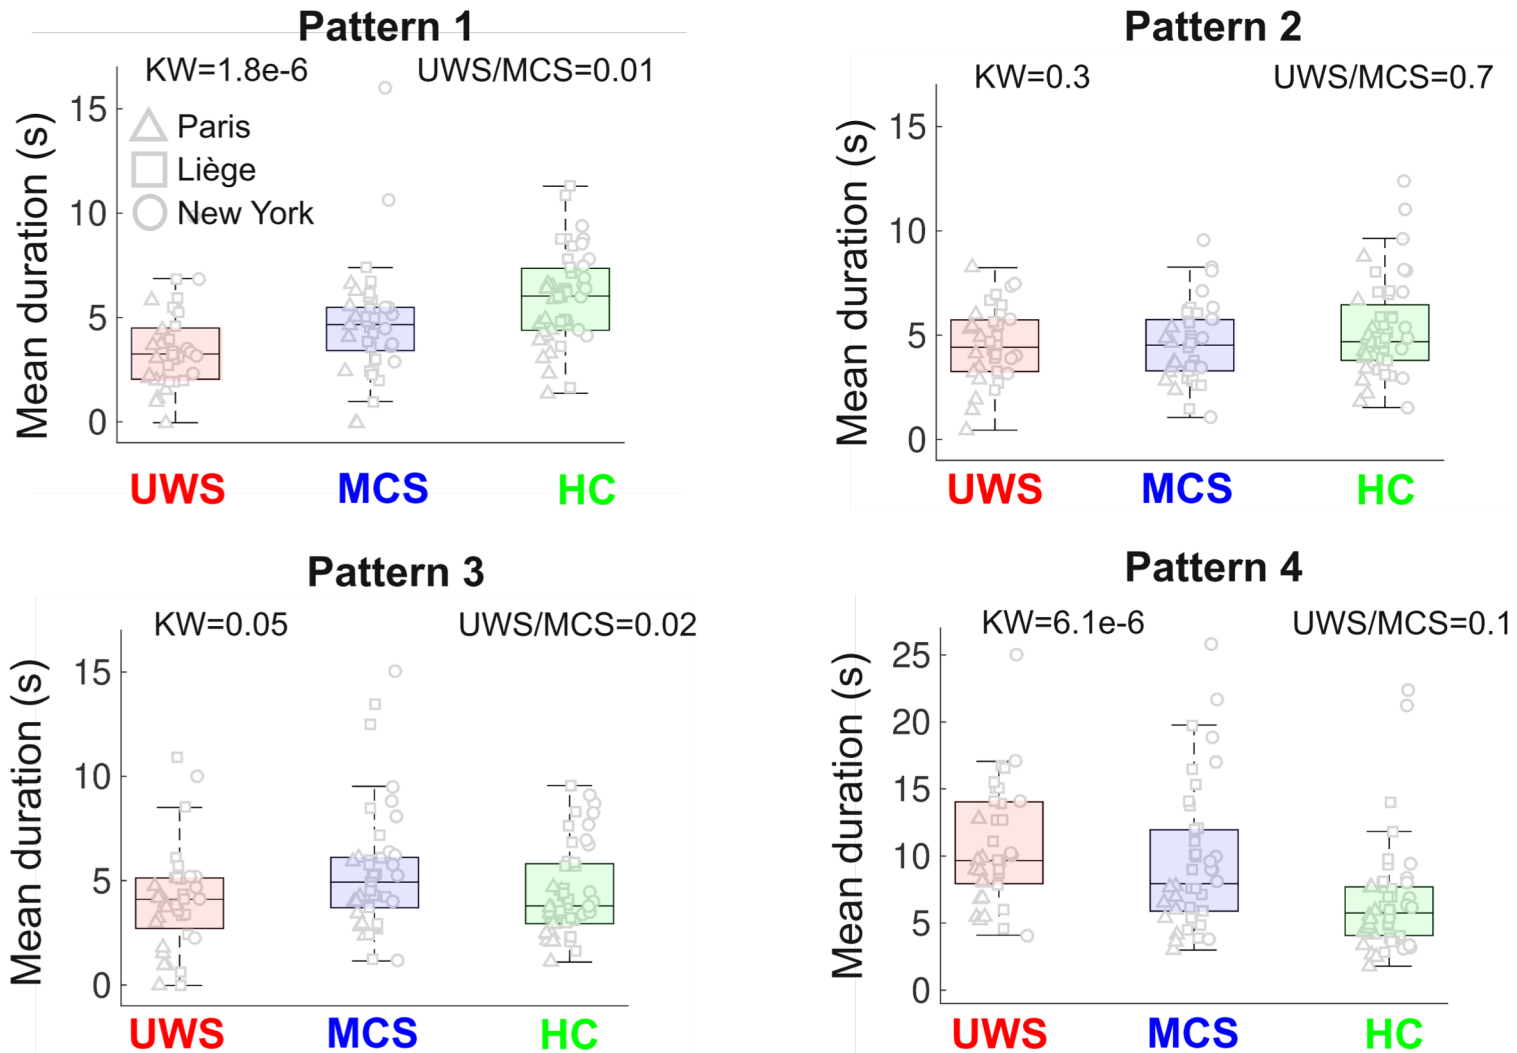 Pattern 1
KW=1.8e-6 UWS/MCS=0.01
Mean duration (s)
15
10
5
0
Paris
Liège
New York
UWS MCS HC
Pattern 2
KW=0.3 UWS/MCS=0.7
Mean duration (s)
15
10
5
0
UWS MCS HC
Pattern 3
KW=0.05 UWS/MCS=0.02
Mean duration (s)
15
10
5
0
UWS MCS HC
Pattern 4
KW=6.1e-6 UWS/MCS=0.1
Mean duration (s)
25
20
15
10
5
0
UWS MCS HC